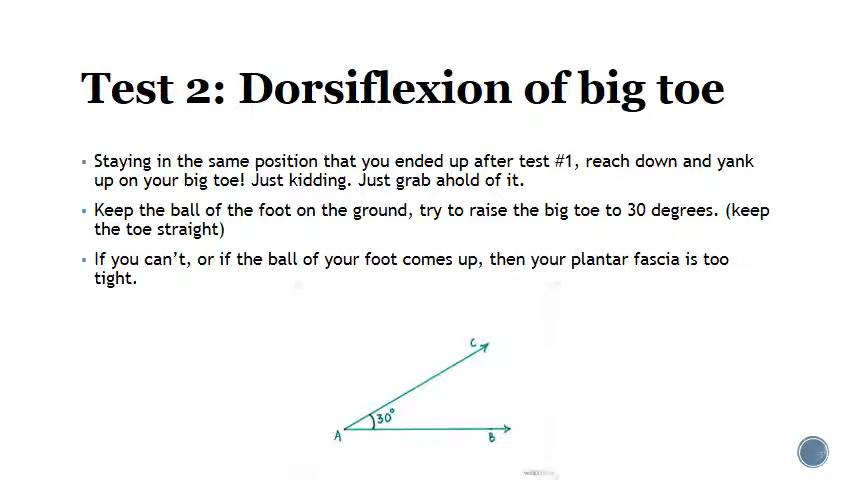 Test 2: Dorsiflexion of big toe
▪ Staying in the same position that you ended up after test #1, reach down and yank
up on your big toe! Just kidding. Just grab ahold of it.
▪ Keep the ball of the foot on the ground, try to raise the big toe to 30 degrees. (keep
the toe straight)
▪ If you can’t, or if the ball of your foot comes up, then your plantar fascia is too
tight.
C
30°
A
B